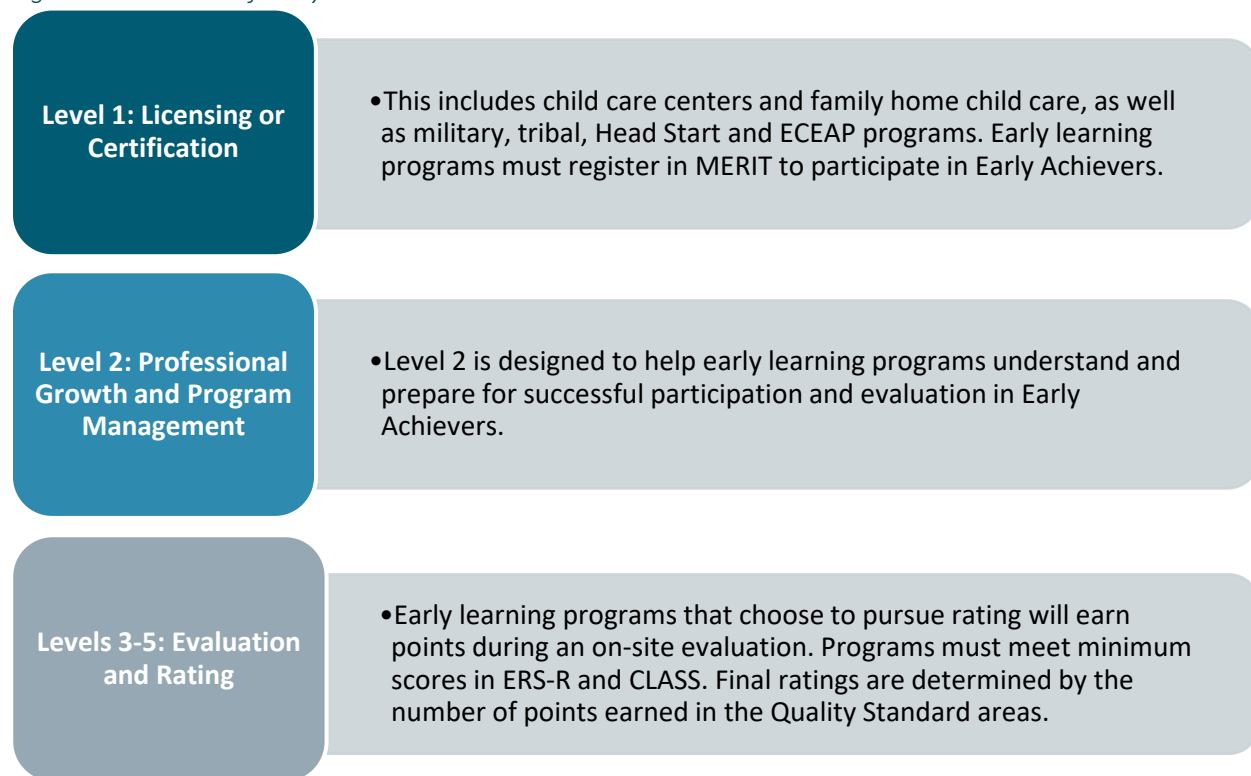 Level 1: Licensing or
Certification
•This includes child care centers and family home child care, as well
as military, tribal, Head Start and ECEAP programs. Early learning
programs must register in MERIT to participate in Early Achievers.
Level 2: Professional
Growth and Program
Management
•Level 2 is designed to help early learning programs understand and
prepare for successful participation and evaluation in Early
Achievers.
Levels 3-5: Evaluation
and Rating
•Early learning programs that choose to pursue rating will earn
points during an on-site evaluation. Programs must meet minimum
scores in ERS-R and CLASS. Final ratings are determined by the
number of points earned in the Quality Standard areas.